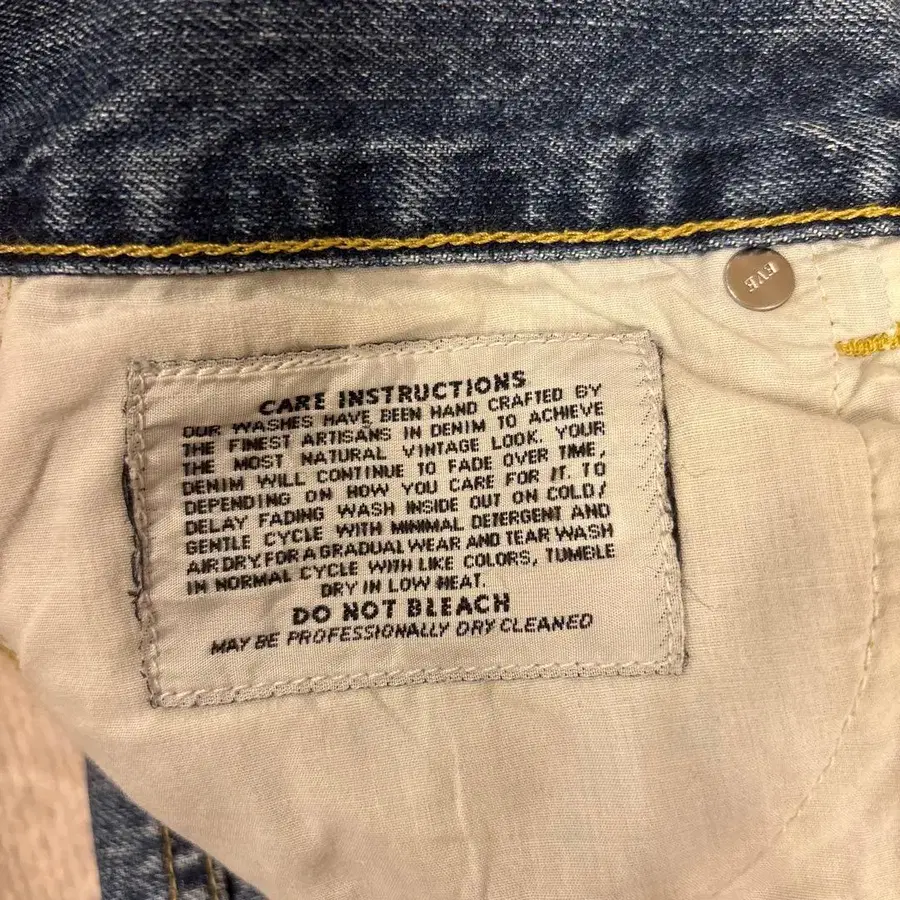 EVE
CARE INSTRUCTIONS
OUR WASHES HAVE BEEN HAND CRAFTED BY
THE FINEST ARTISANS IN DENIM TO ACHIEVE
THE MOST NATURAL VINTAGE LOOK. YOUR
DENIM WILL CONTINUE TO FADE OVER TIME,
DEPENDING ON HOW YOU CARE FOR IT. TO
DELAY FADING WASH INSIDE OUT ON COLD/
GENTLE CYCLE WITH MINIMAL DETERGENT AND
AIR DRY. FOR A GRADUAL WEAR AND TEAR WASH
IN NORMAL CYCLE WITH LIKE COLORS, TUMBLE
DRY IN LOW HEAT.
DO NOT BLEACH
MAY BE PROFESSIONALLY DRY CLEANED